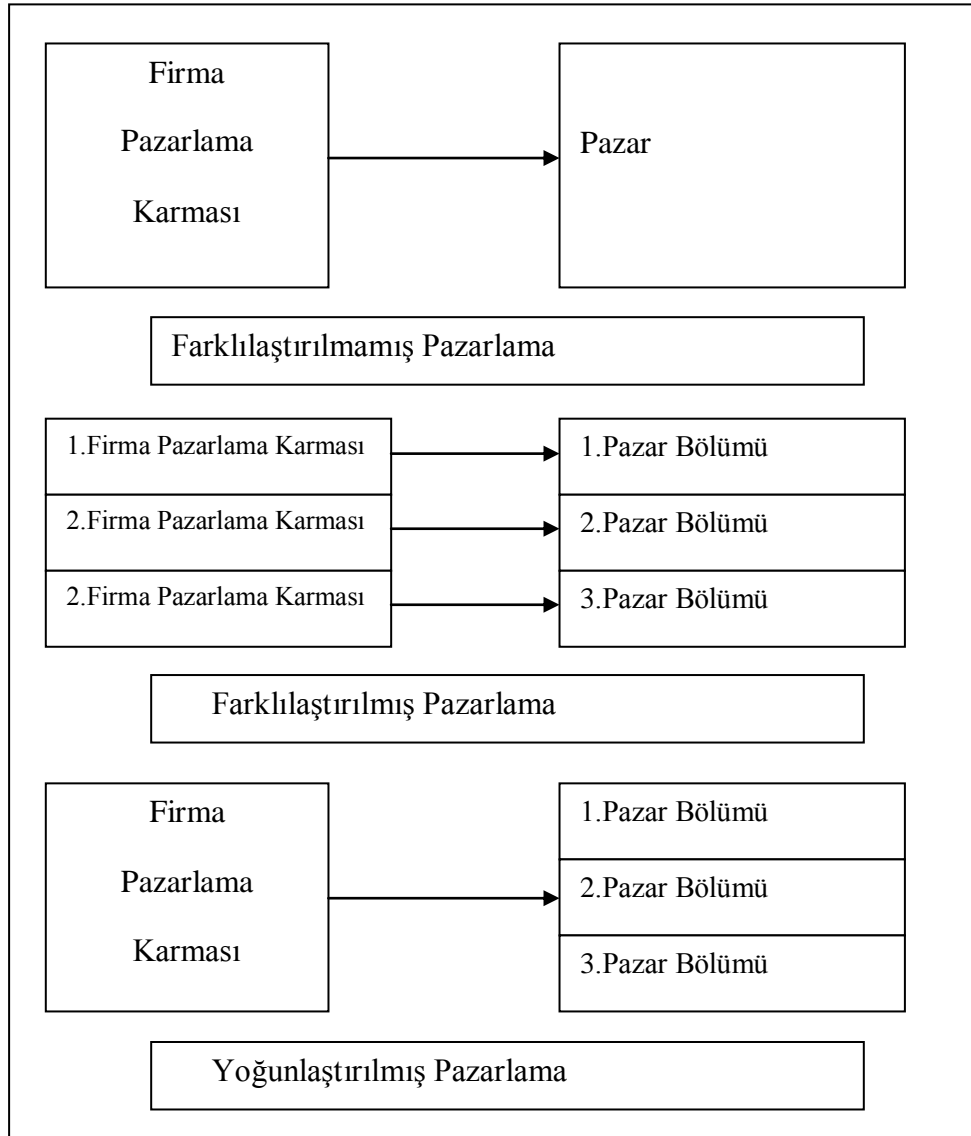 Firma
Pazarlama
Karması
Pazar
Farklılaştırılmamış Pazarlama
1.Firma Pazarlama Karması
1.Pazar Bölümü
2.Firma Pazarlama Karması
2.Pazar Bölümü
2.Firma Pazarlama Karması
3.Pazar Bölümü
Farklılaştırılmış Pazarlama
Firma
Pazarlama
Karması
1.Pazar Bölümü
2.Pazar Bölümü
3.Pazar Bölümü
Yoğunlaştırılmış Pazarlama